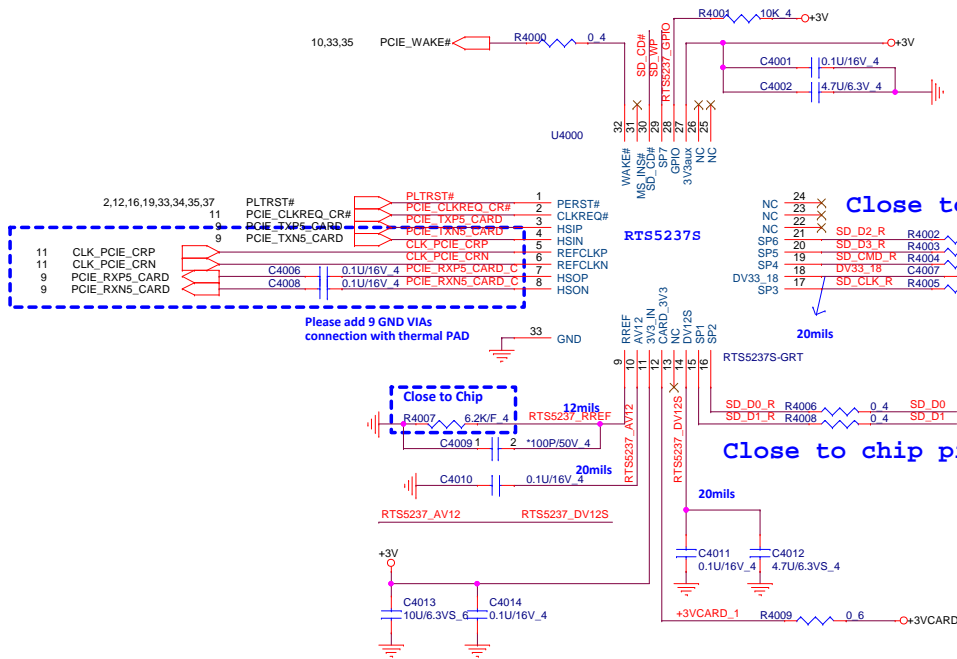 R4001 10K_4 +3V
10,33,35 PCIE_WAKE# R4000 0_4
SD_CD#
SD_WP
RTS5237_GPIO
+3V
C4001 0.1U/16V_4
C4002 4.7U/6.3V_4
U4000
32 31 30 29 28 27 26 25
WAKE# MS_INS# SD_CD# SP7 GPIO 3V3aux NC NC
2,12,16,19,33,34,35,37 PLTRST# PLTRST# 1 PERST#
11 PCIE_CLKREQ_CR# PCIE_CLKREQ_CR# 2 CLKREQ#
9 PCIE_TXP5_CARD PCIE_TXP5_CARD 3 HSIP
9 PCIE_TXN5_CARD PCIE_TXN5_CARD 4 HSIN
11 CLK_PCIE_CRP CLK_PCIE_CRP 5 REFCLKP
11 CLK_PCIE_CRN CLK_PCIE_CRN 6 REFCLKN
9 PCIE_RXP5_CARD C4006 0.1U/16V_4 PCIE_RXP5_CARD_C 7 HSOP
9 PCIE_RXN5_CARD C4008 0.1U/16V_4 PCIE_RXN5_CARD_C 8 HSON
RTS5237S
NC 24
NC 23
NC 22
SP6 21 SD_D2_R R4002
SP5 20 SD_D3_R R4003
SP4 19 SD_CMD_R R4004
DV33_18 18 DV33_18 C4007
SP3 17 SD_CLK_R R4005
Close to
20mils
Please add 9 GND VIAs
connection with thermal PAD
33 GND
RREF AV12 3V3_IN CARD_3V3 NC DV12S SP1 SP2
9 10 11 12 13 14 15 16
RTS5237S-GRT
Close to Chip
R4007 6.2K/F_4 RTS5237_RREF
12mils
C4009 1 2 *100P/50V_4
20mils
C4010 0.1U/16V_4
RTS5237_AV12
RTS5237_DV12S
SD_D0_R R4006 0_4 SD_D0
SD_D1_R R4008 0_4 SD_D1
Close to chip pi
20mils
RTS5237_AV12 RTS5237_DV12S
C4011
0.1U/16V_4
C4012
4.7U/6.3VS_4
+3V
C4013
10U/6.3VS_6
C4014
0.1U/16V_4
+3VCARD_1 R4009 0_6 +3VCARD